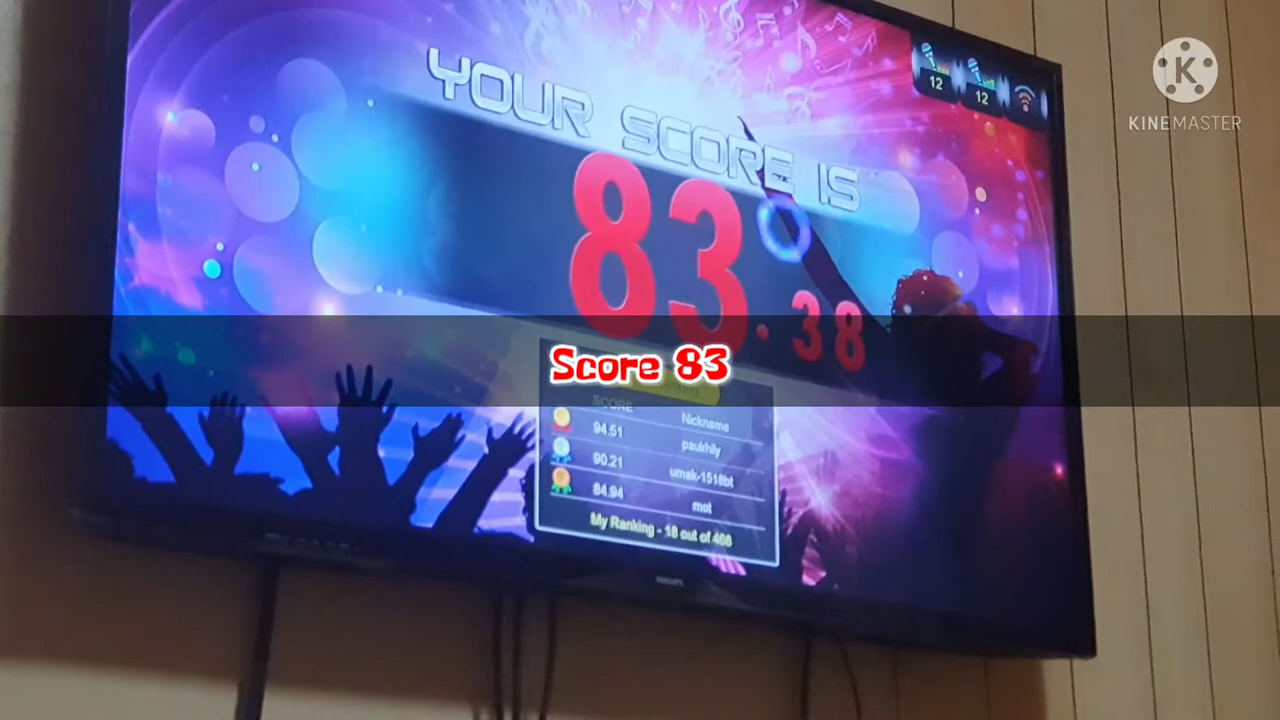 YOUR SCORE IS
12
12
K
KINEMASTER
83.38
Score 83
SCORE
Nickname
94.51 paulrhly
90.21
84.94 mot
My Ranking - 18 out of
PHILIPS